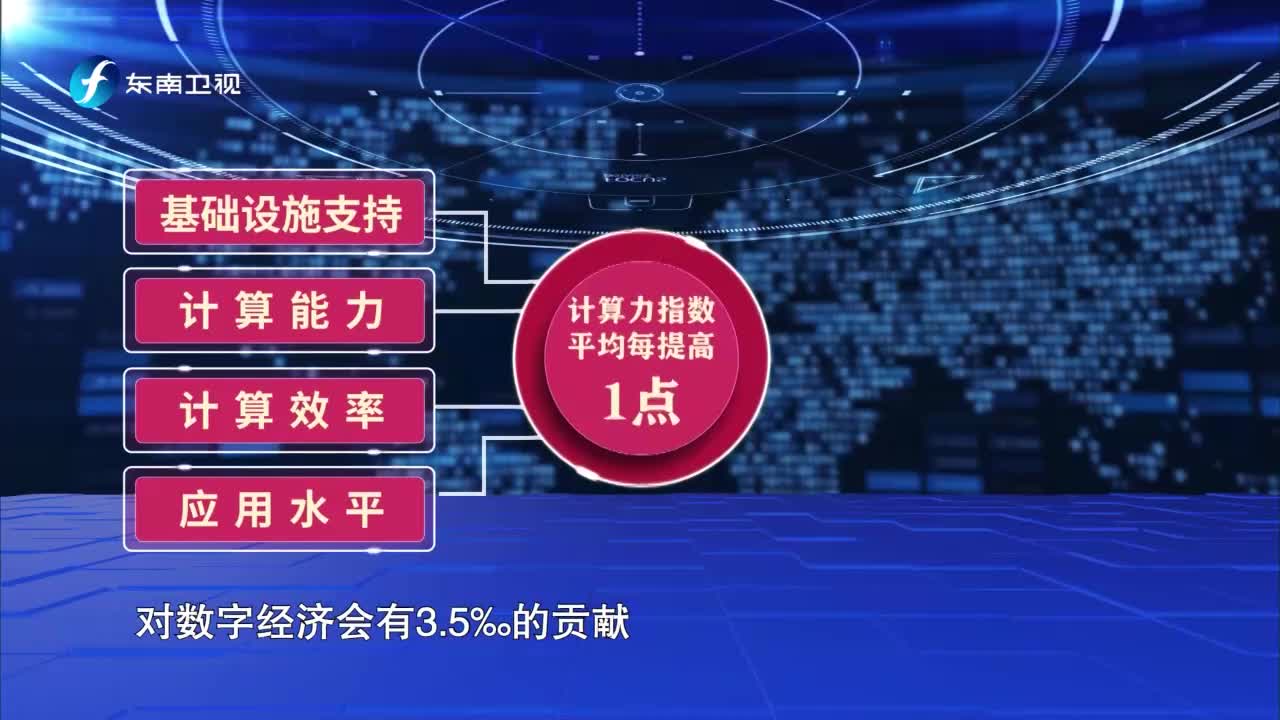 东南卫视
基础设施支持
计算能力
计算效率
应用水平
计算力指数
平均每提高
1点
对数字经济会有3.5‰的贡献